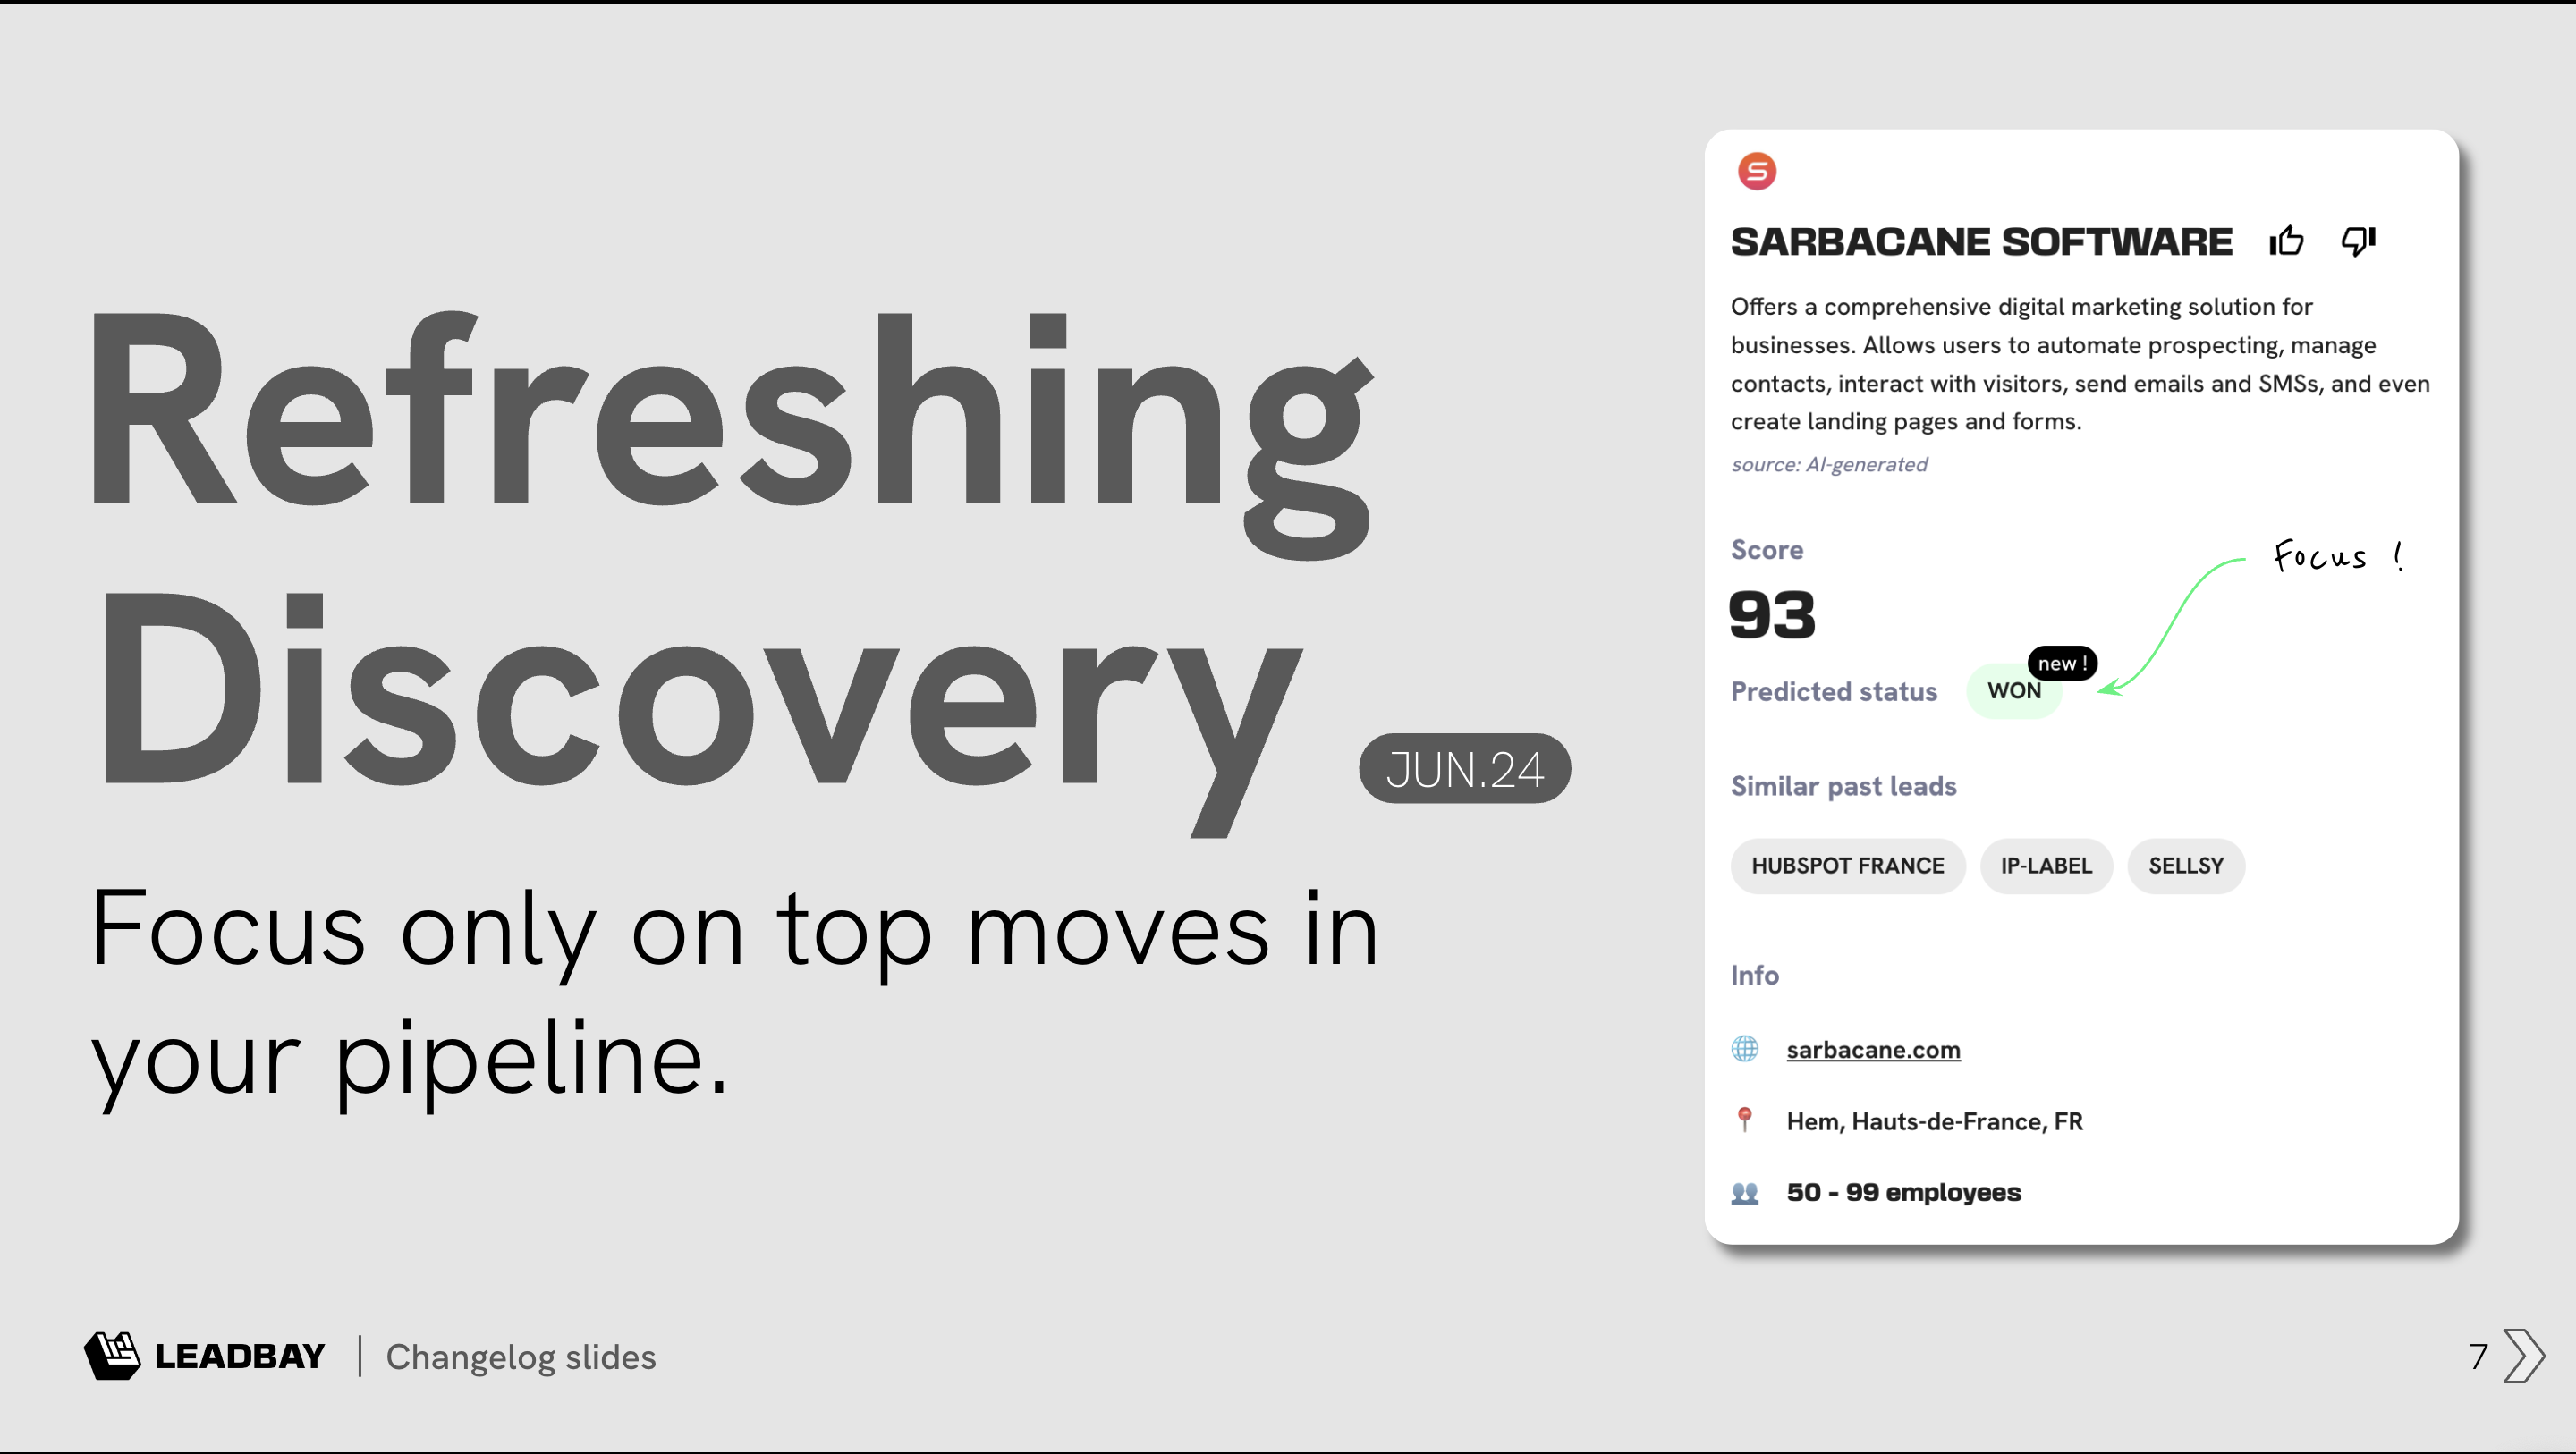 Refreshing
Discovery
JUN.24
Focus only on top moves in
your pipeline.
S
SARBACANE SOFTWARE
Offers a comprehensive digital marketing solution for
businesses. Allows users to automate prospecting, manage
contacts, interact with visitors, send emails and SMSs, and even
create landing pages and forms.
source: AI-generated
Score
93
Focus !
new !
Predicted status WON
Similar past leads
HUBSPOT FRANCE IP-LABEL SELLSY
Info
sarbacane.com
Hem, Hauts-de-France, FR
50 - 99 employees
LEADBAY | Changelog slides
7